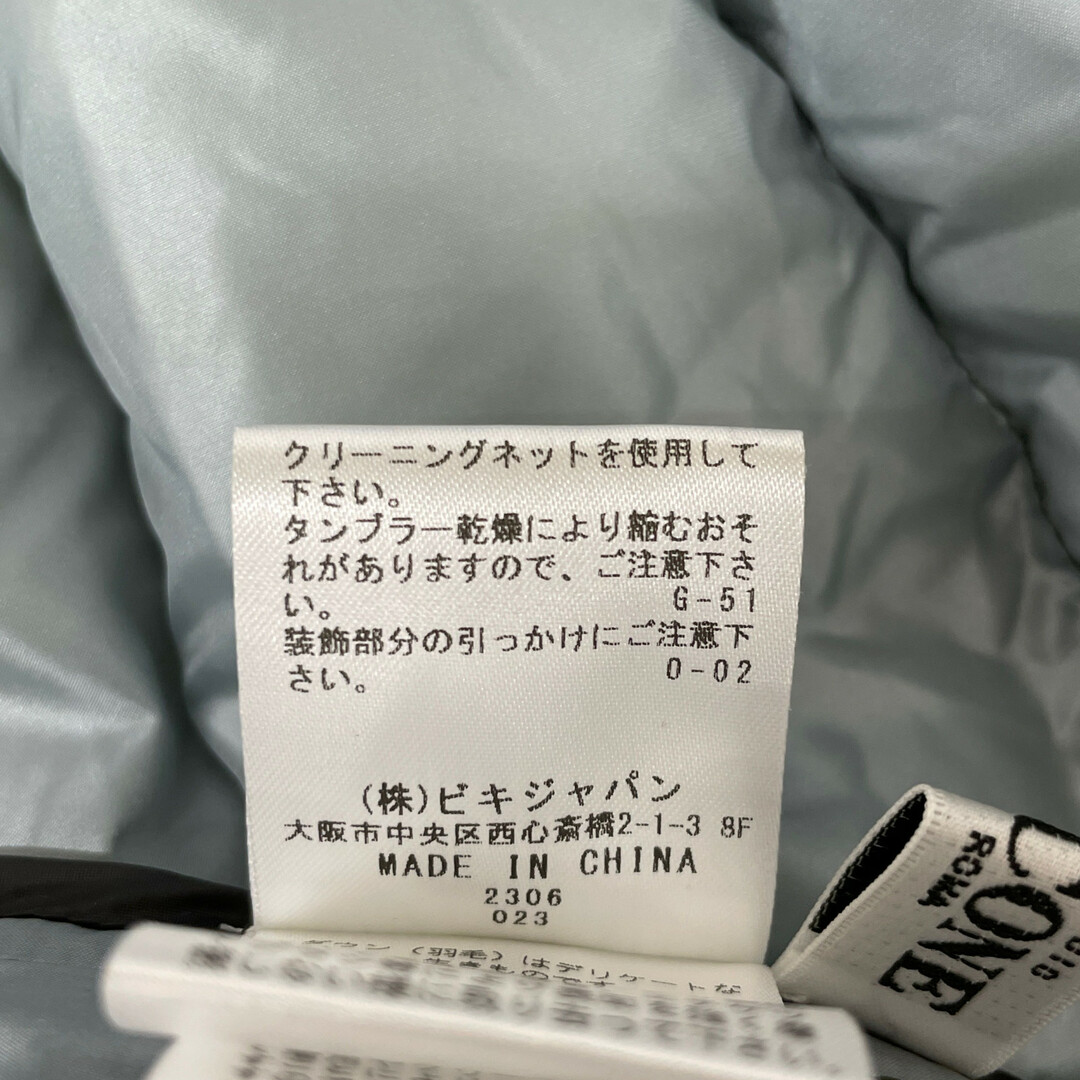 クリーニングネットを使用して
下さい。
タンブラー乾燥により縮むおそ
れがありますので、ご注意下さ
い。 G-51
装飾部分の引っかけにご注意下
さい。 0-02
(株)ビキジャパン
大阪市中央区西心斎橋2-1-3 8F
MADE IN CHINA
2306
023
ダウン(羽毛)はデリケートな
ROMA
CONE